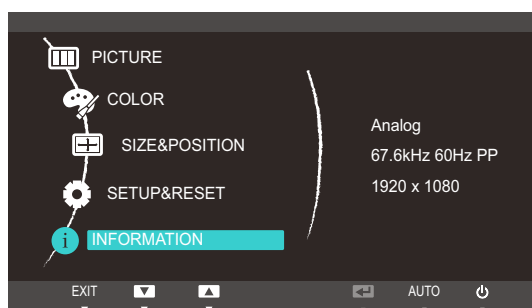 PICTURE
COLOR
SIZE&POSITION
SETUP&RESET
i INFORMATION
Analog
67.6kHz 60Hz PP
1920 x 1080
EXIT AUTO